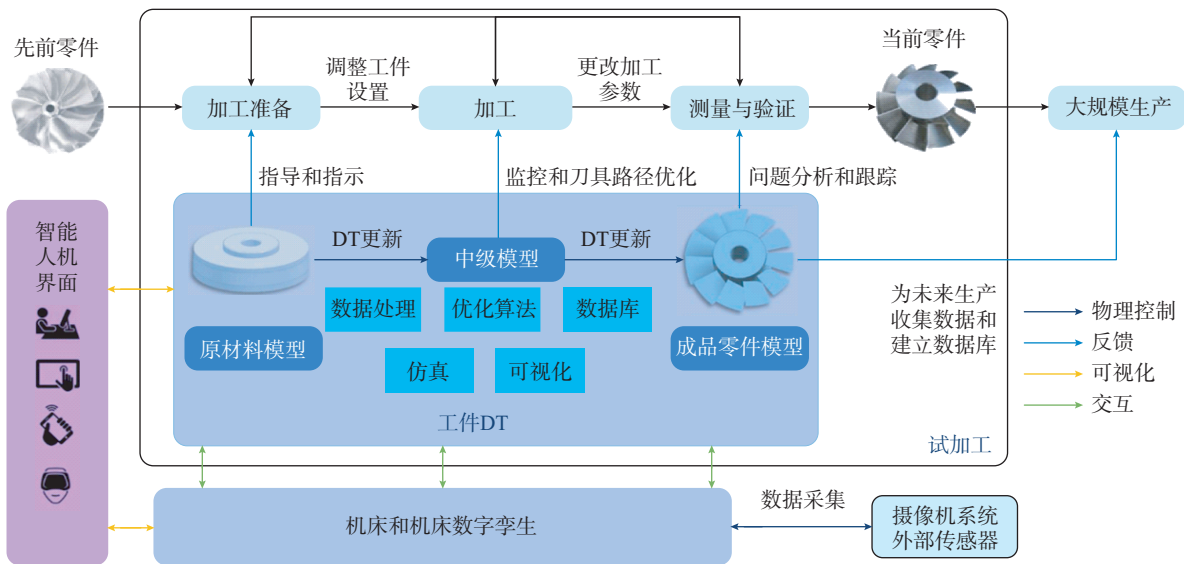 先前零件
当前零件
调整工件
设置
更改加工
参数
加工准备
加工
测量与验证
大规模生产
指导和指示
监控和刀具路径优化
问题分析和跟踪
智能
人机
界面
DT更新
中级模型
DT更新
数据处理
优化算法
数据库
原材料模型
成品零件模型
仿真
可视化
工件DT
为未来生产
收集数据和
建立数据库
物理控制
反馈
可视化
交互
试加工
机床和机床数字孪生
数据采集
摄像机系统
外部传感器